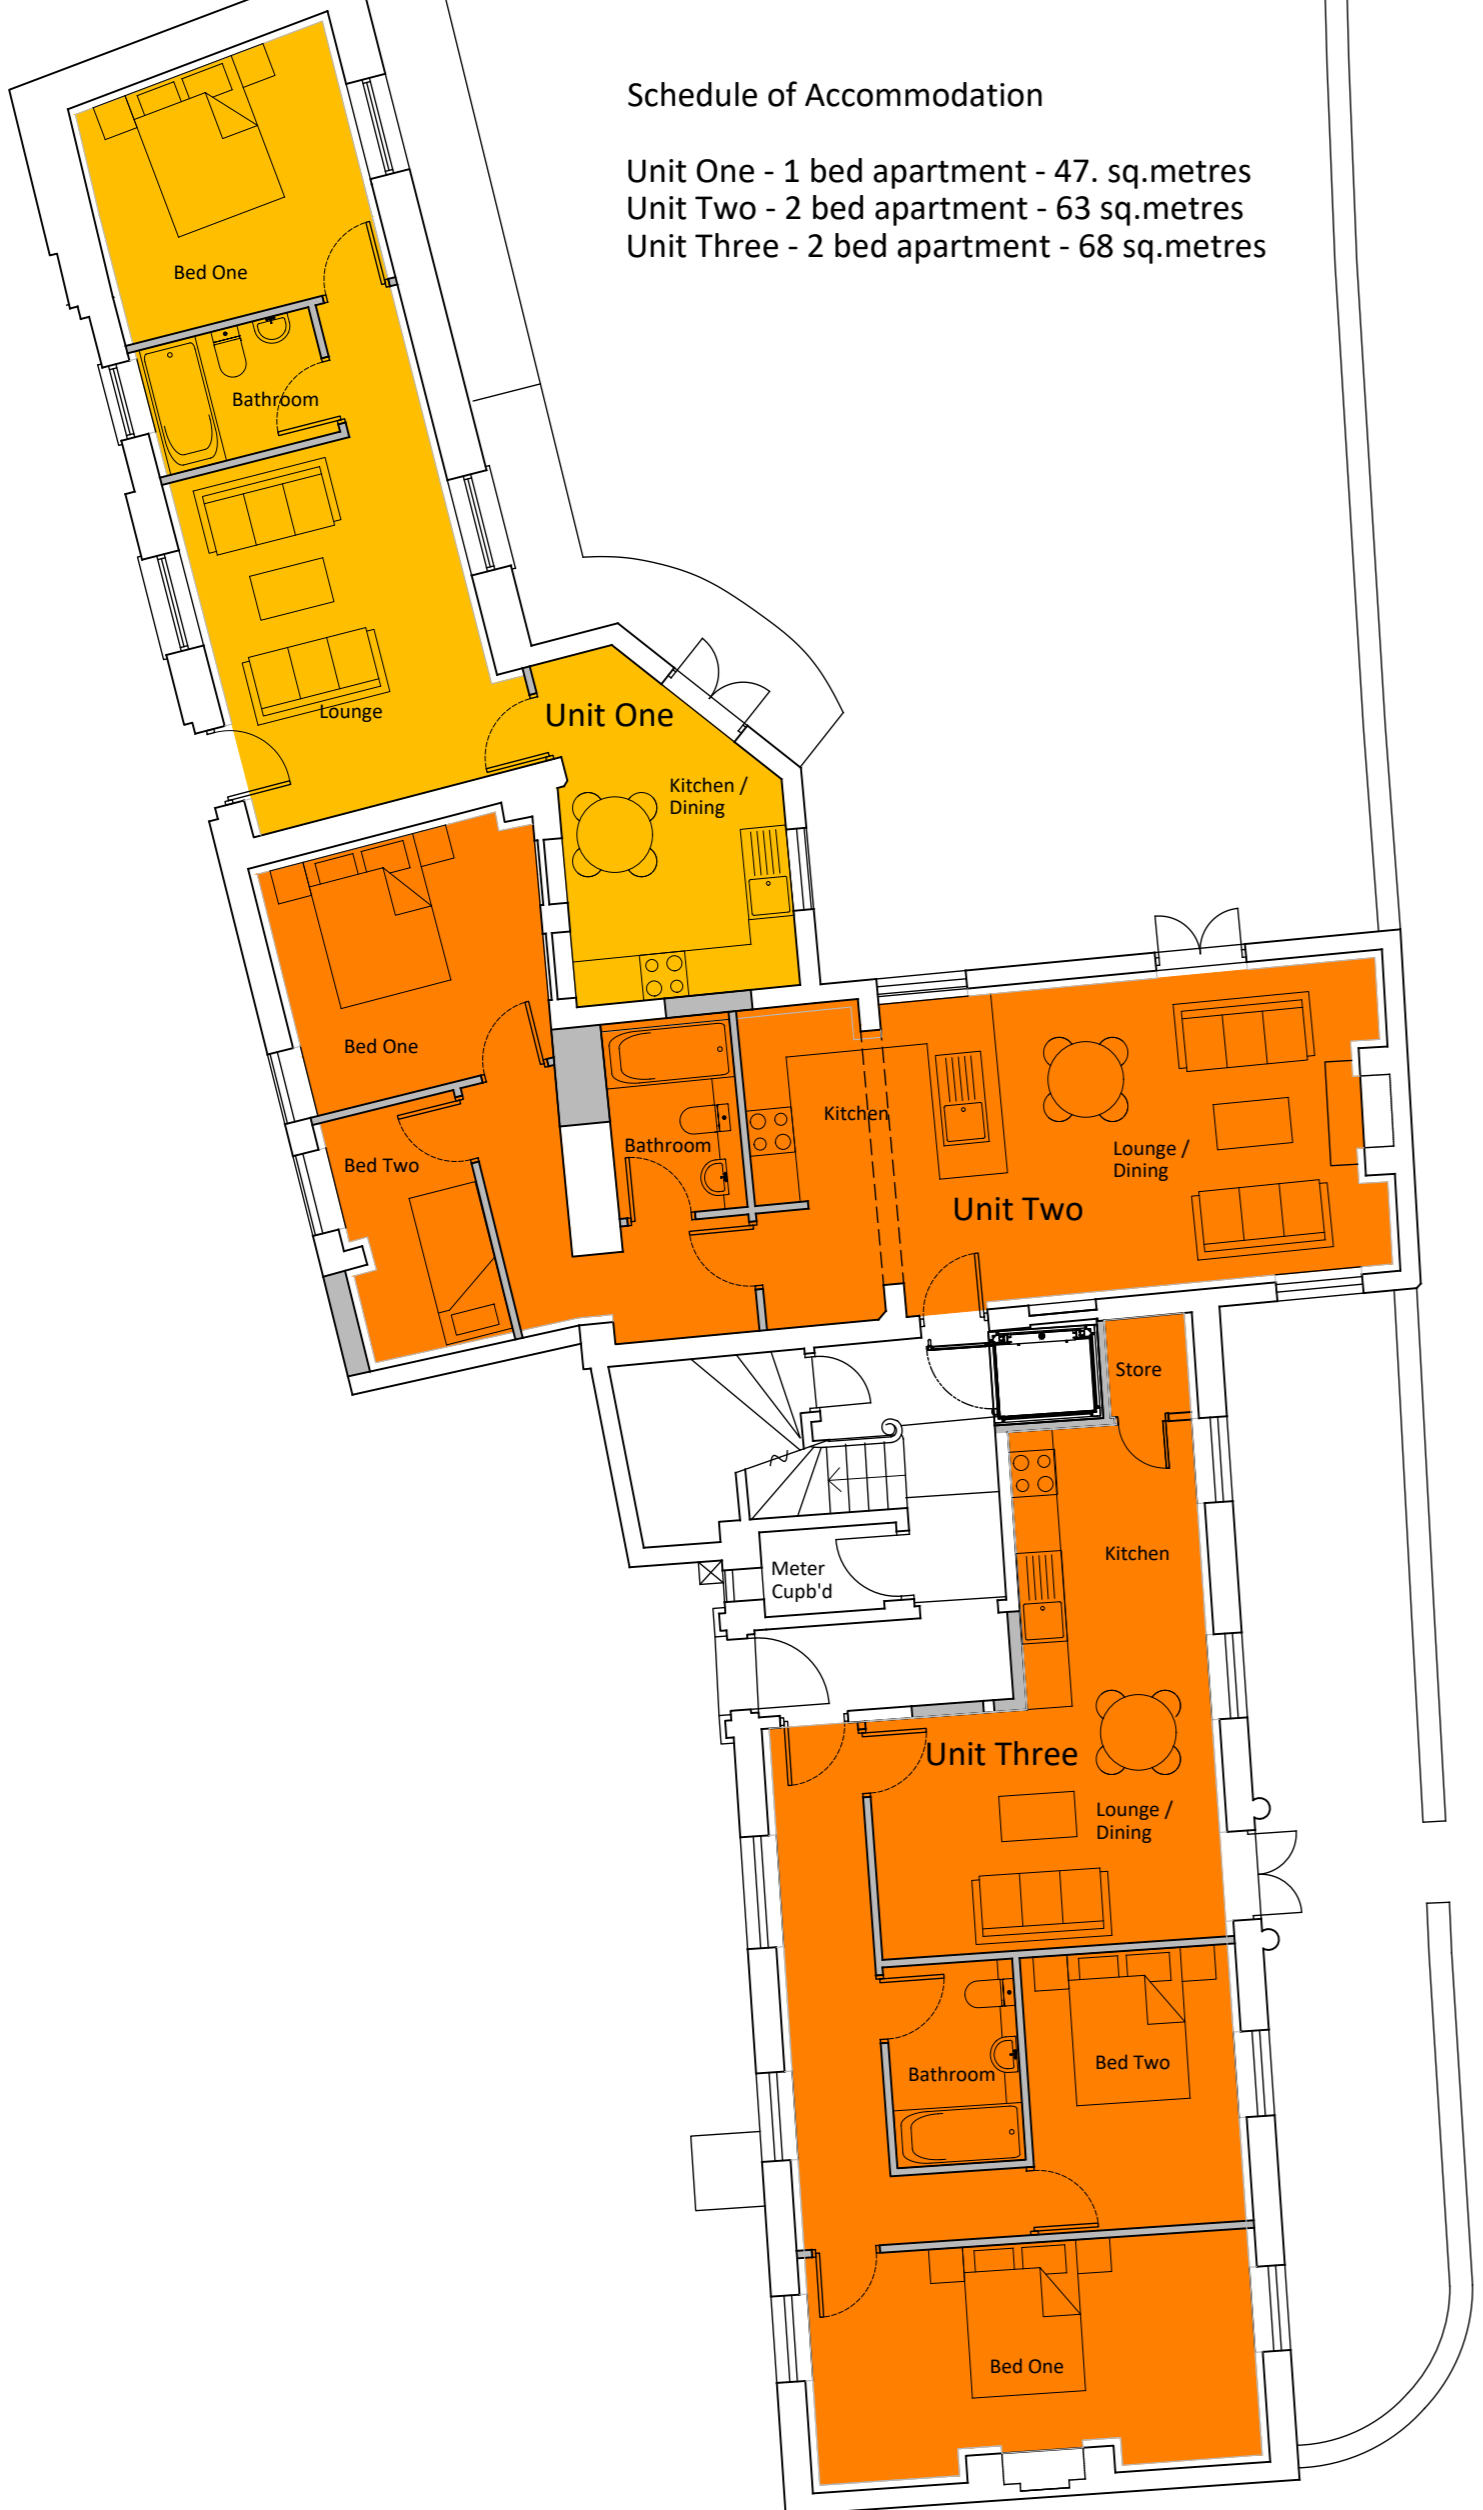 Schedule of Accommodation
Unit One - 1 bed apartment - 47. sq.metres
Unit Two - 2 bed apartment - 63 sq.metres
Unit Three - 2 bed apartment - 68 sq.metres
Bed One
Bathroom
Lounge
Unit One
Kitchen /
Dining
Bed One
Bed Two
Bathroom
Kitchen
Lounge /
Dining
Unit Two
Store
Kitchen
Meter
Cupb'd
Unit Three
Lounge /
Dining
Bathroom
Bed Two
Bed One